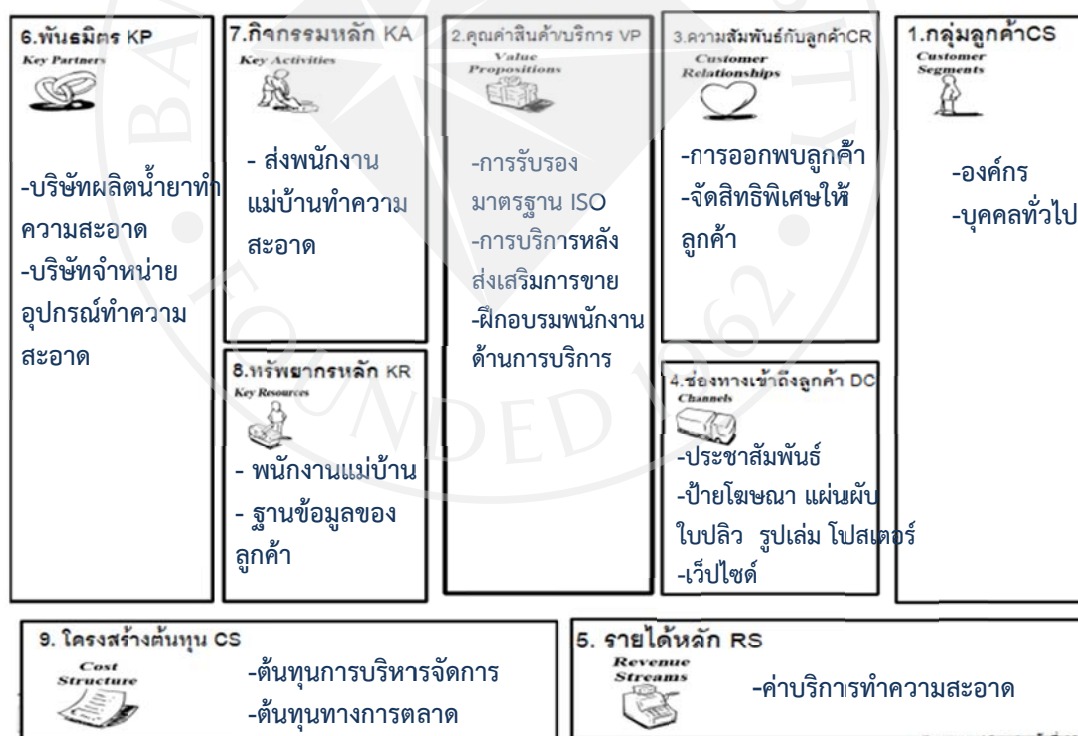 6.พันธมิตร KP
Key Partners
-บริษัทผลิตน้ำยาทำ
ความสะอาด
-บริษัทจำหน่าย
อุปกรณ์ทำความ
สะอาด
7.กิจกรรมหลัก KA
Key Activities
- ส่งพนักงาน
แม่บ้านทำความ
สะอาด
8.ทรัพยากรหลัก KR
Key Resources
- พนักงานแม่บ้าน
- ฐานข้อมูลของ
ลูกค้า
2.คุณค่าสินค้า/บริการ VP
Value
Propositions
-การรับรอง
มาตรฐาน ISO
-การบริการหลัง
ส่งเสริมการขาย
-ฝึกอบรมพนักงาน
ด้านการบริการ
3.ความสัมพันธ์กับลูกค้าCR
Customer
Relationships
-การออกพบลูกค้า
-จัดสิทธิพิเศษให้
ลูกค้า
4.ช่องทางเข้าถึงลูกค้า DC
Channels
-ประชาสัมพันธ์
-ป้ายโฆษณา แผ่นผับ
ใบปลิว รูปเล่ม โปสเตอร์
-เว็ปไซด์
1.กลุ่มลูกค้าCS
Customer
Segments
-องค์กร
-บุคคลทั่วไป
9. โครงสร้างต้นทุน CS
Cost
Structure
-ต้นทุนการบริหารจัดการ
-ต้นทุนทางการตลาด
5. รายได้หลัก RS
Revenue
Streams
-ค่าบริการทำความสะอาด
FOUNDED 1962